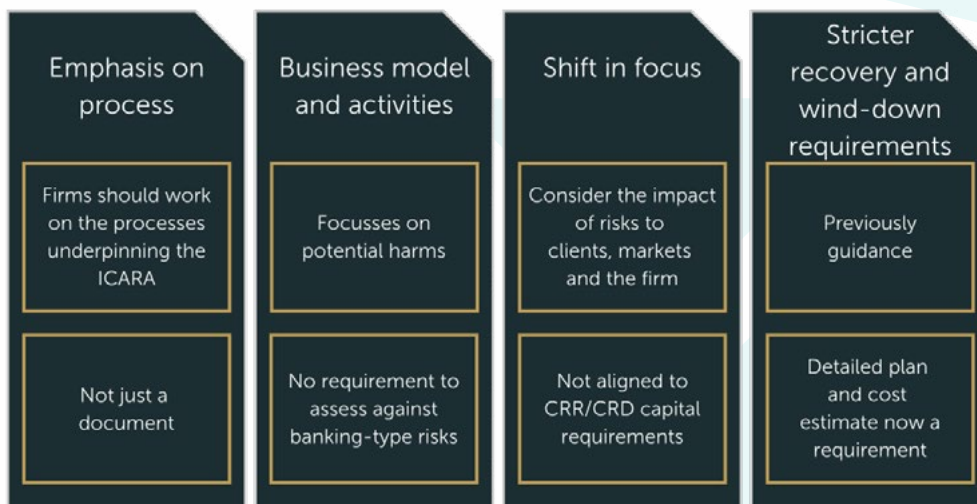 Emphasis on
process
Firms should work
on the processes
underpinning the
ICARA
Not just a
document
Business model
and activities
Focusses on
potential harms
No requirement to
assess against
banking-type risks
Shift in focus
Consider the impact
of risks to
clients, markets
and the firm
Not aligned to
CRR/CRD capital
requirements
Stricter
recovery and
wind-down
requirements
Previously
guidance
Detailed plan
and cost
estimate now a
requirement